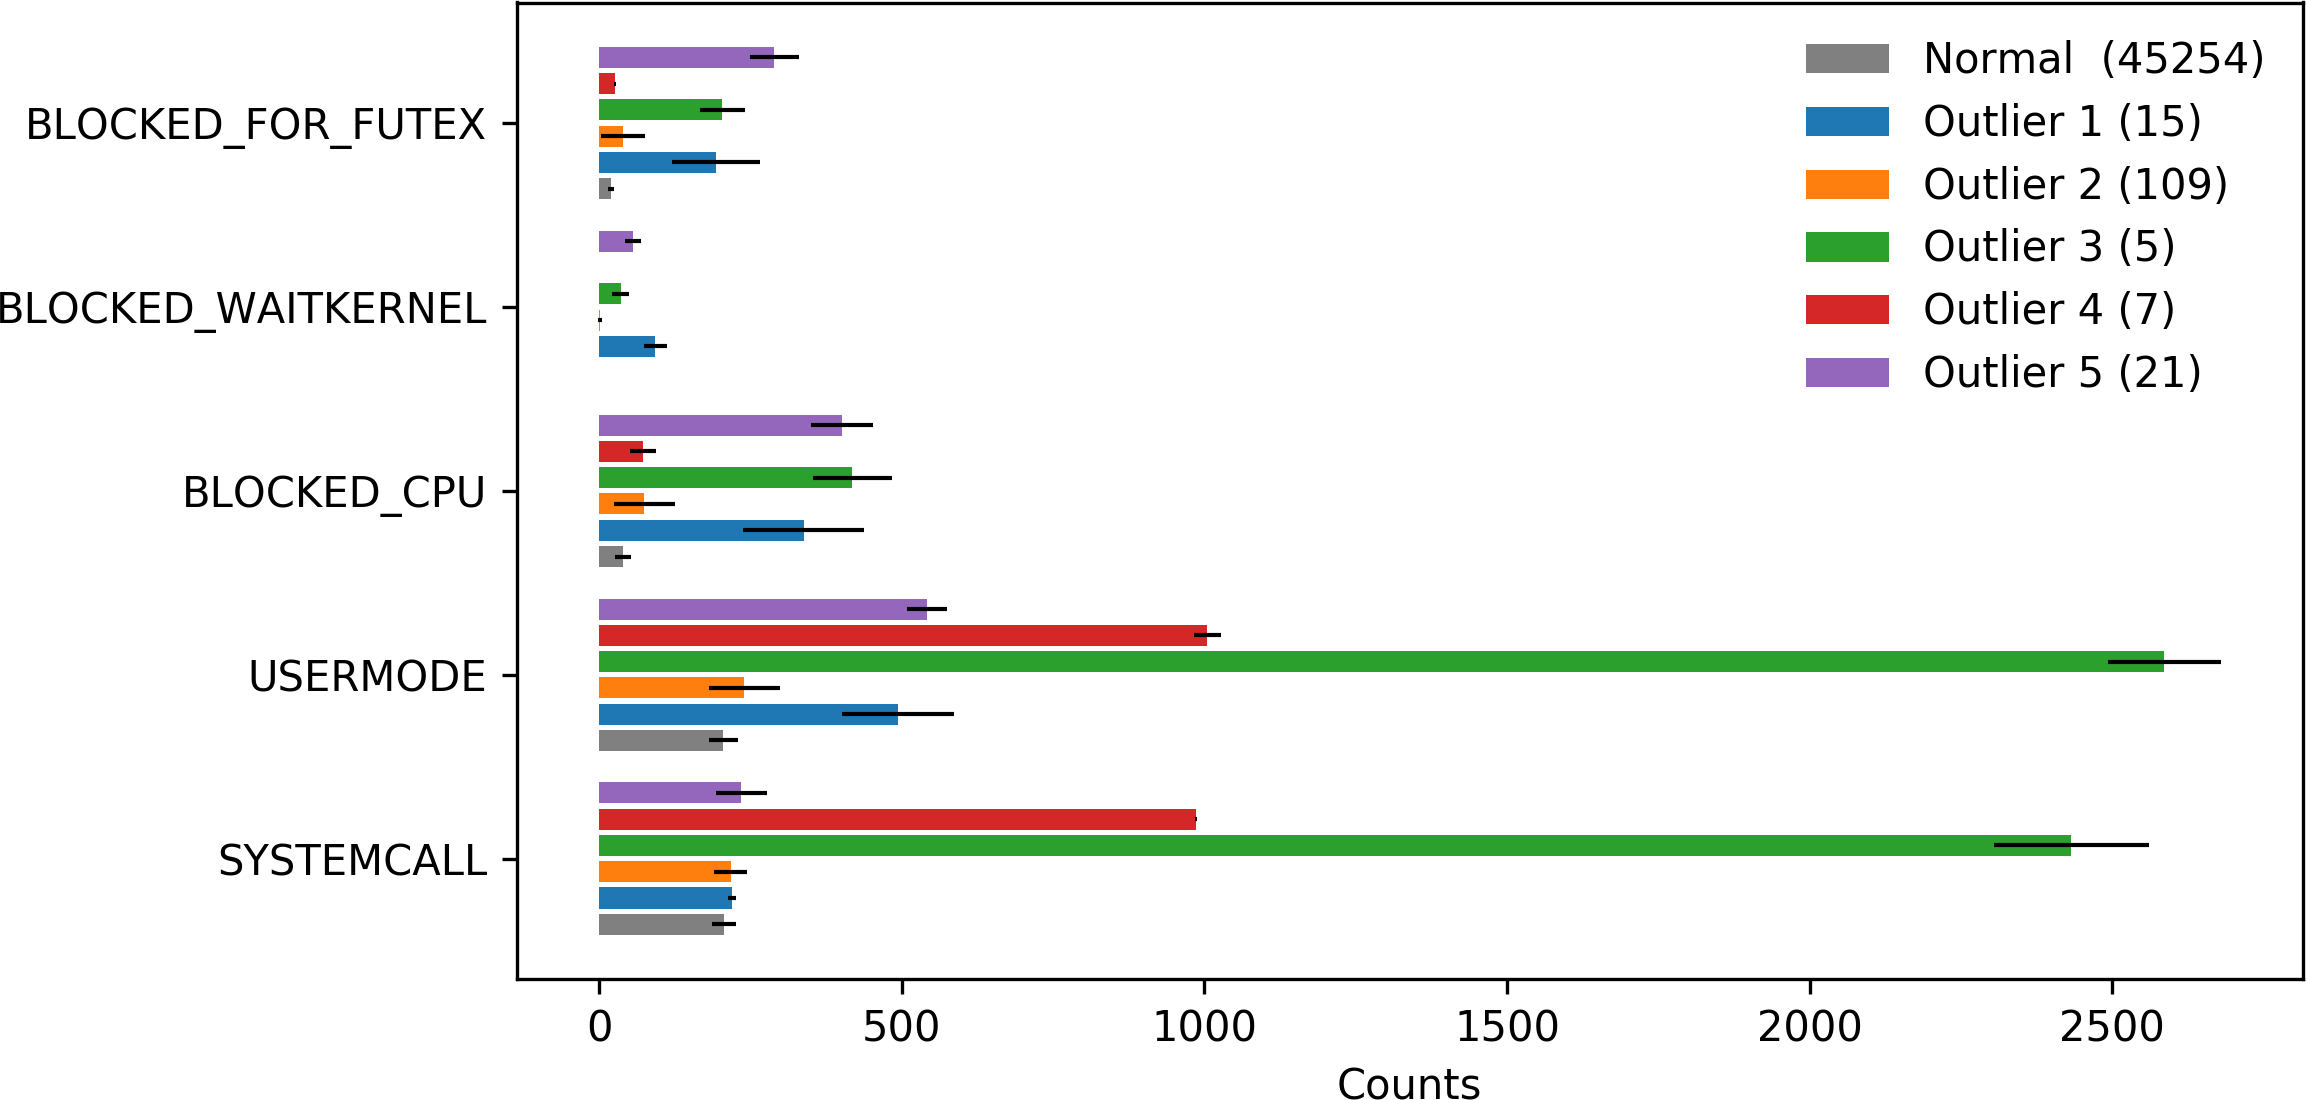 BLOCKED_FOR_FUTEX
BLOCKED_WAITKERNEL
BLOCKED_CPU
USERMODE
SYSTEMCALL
Normal  (45254)
Outlier 1 (15)
Outlier 2 (109)
Outlier 3 (5)
Outlier 4 (7)
Outlier 5 (21)
0 500 1000 1500 2000 2500
Counts